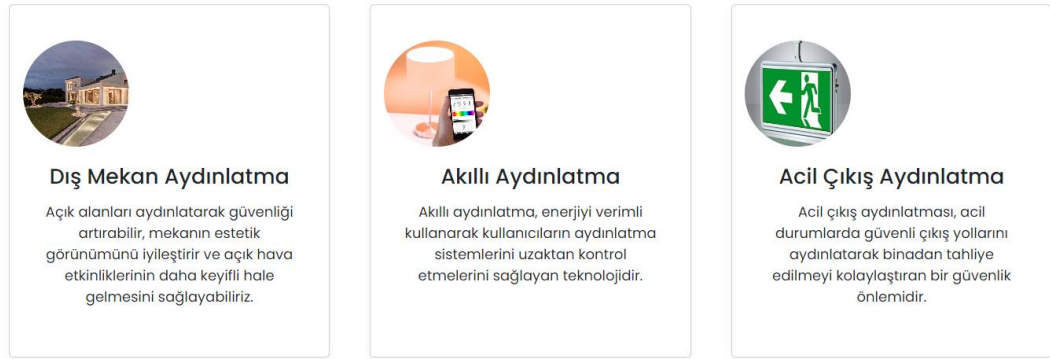 Dış Mekan Aydınlatma
Açık alanları aydınlatarak güvenliği
artırabilir, mekanın estetik
görünümünü iyileştirir ve açık hava
etkinliklerinin daha keyifli hale
gelmesini sağlayabiliriz.
Akıllı Aydınlatma
Akıllı aydınlatma, enerjiyi verimli
kullanarak kullanıcıların aydınlatma
sistemlerini uzaktan kontrol
etmelerini sağlayan teknolojidir.
Acil Çıkış Aydınlatma
Acil çıkış aydınlatması, acil
durumlarda güvenli çıkış yollarını
aydınlatarak binadan tahliye
edilmeyi kolaylaştıran bir güvenlik
önlemidir.